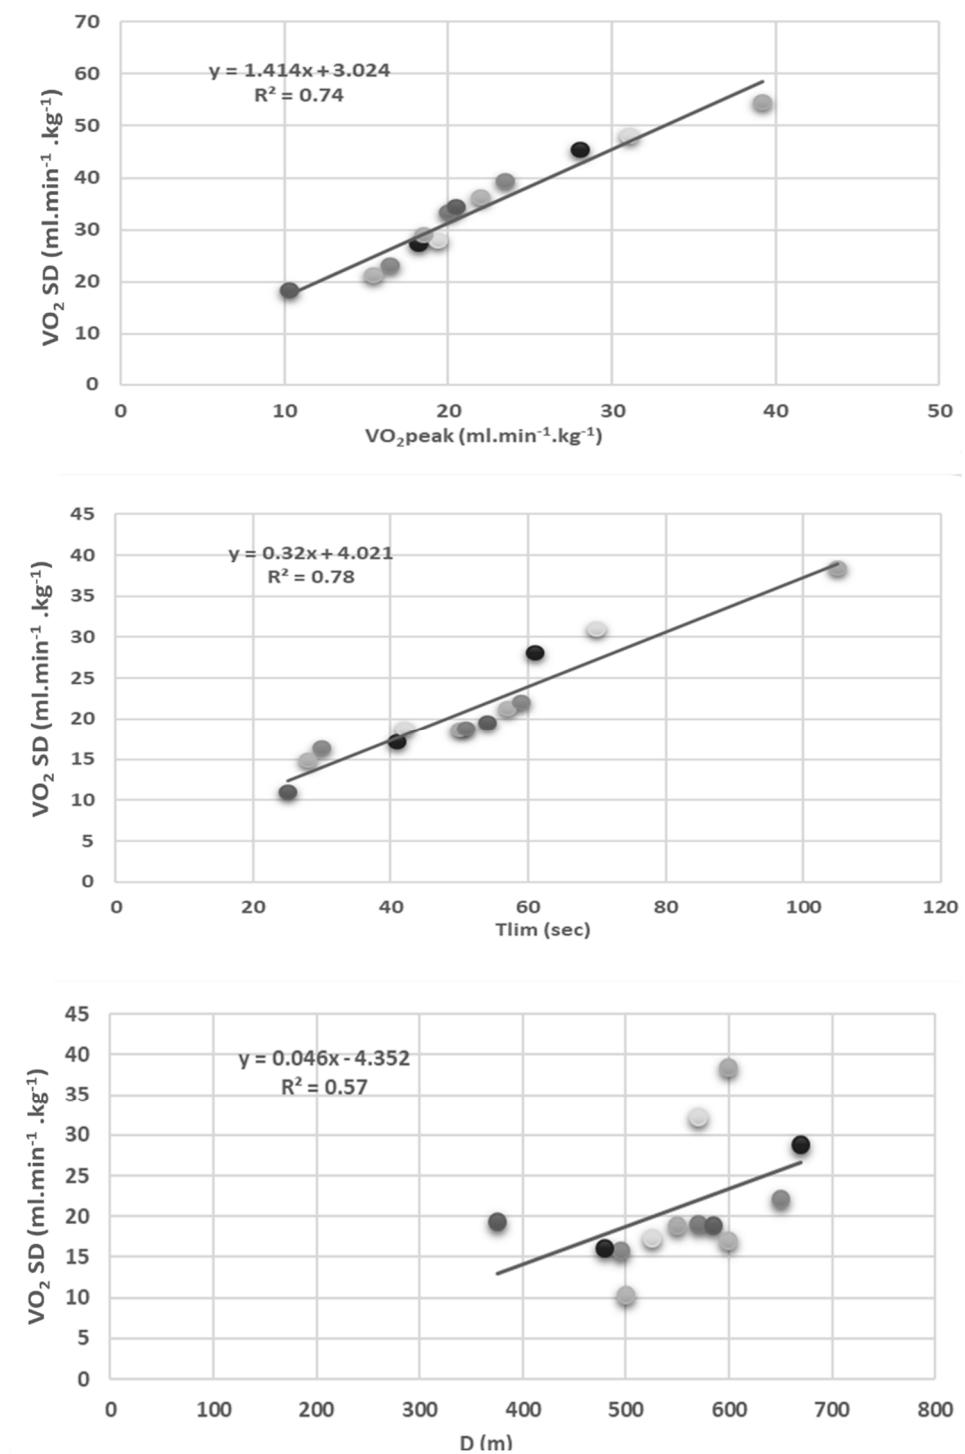 70
y = 1.414x + 3.024
60
R² = 0.74
50
40
30
20
10
0
VO₂ SD (ml.min⁻¹ .kg⁻¹)
0 10 20 30 40 50
VO₂peak (ml.min⁻¹.kg⁻¹)
45
40
y = 0.32x + 4.021
R² = 0.78
35
30
25
20
15
10
5
0
VO₂ SD (ml.min⁻¹ .kg⁻¹)
0 20 40 60 80 100 120
Tlim (sec)
45
40
y = 0.046x - 4.352
R² = 0.57
35
30
25
20
15
10
5
0
VO₂ SD (ml.min⁻¹ .kg⁻¹)
0 100 200 300 400 500 600 700 800
D (m)